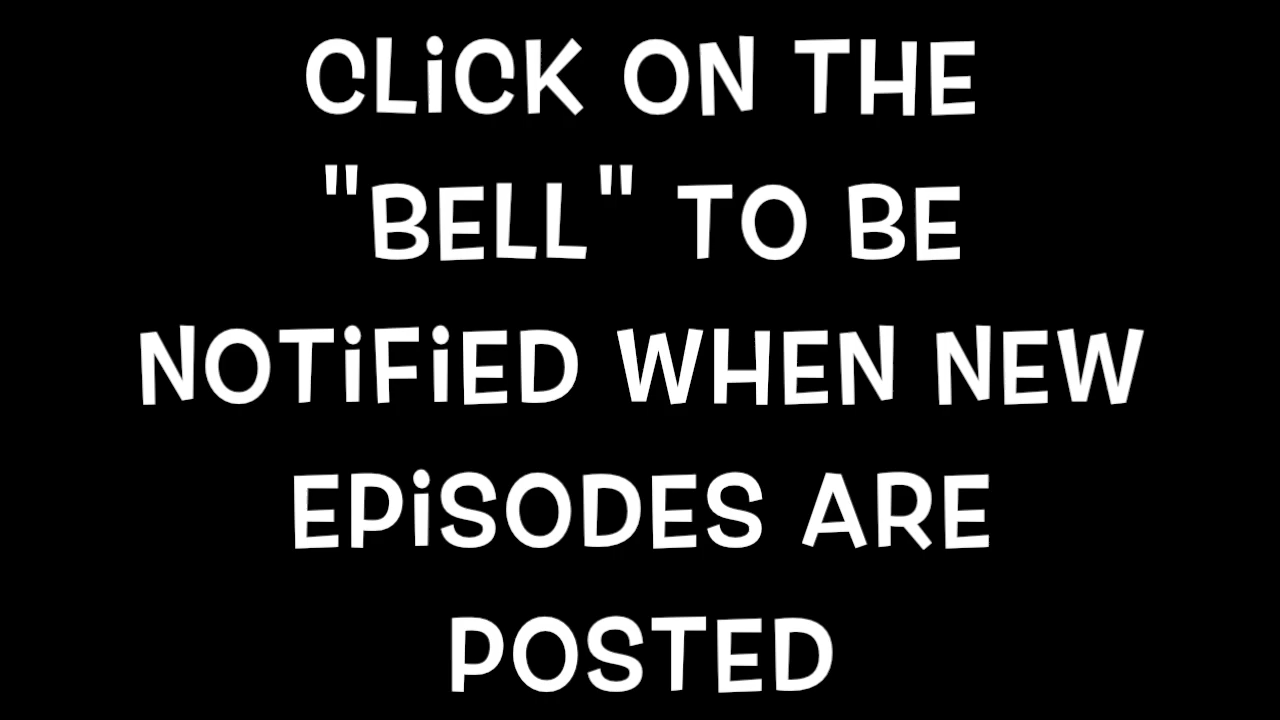 CLiCK ON THE
"BELL" TO BE
NOTiFiED WHEN NEW
EPiSODES ARE
POSTED